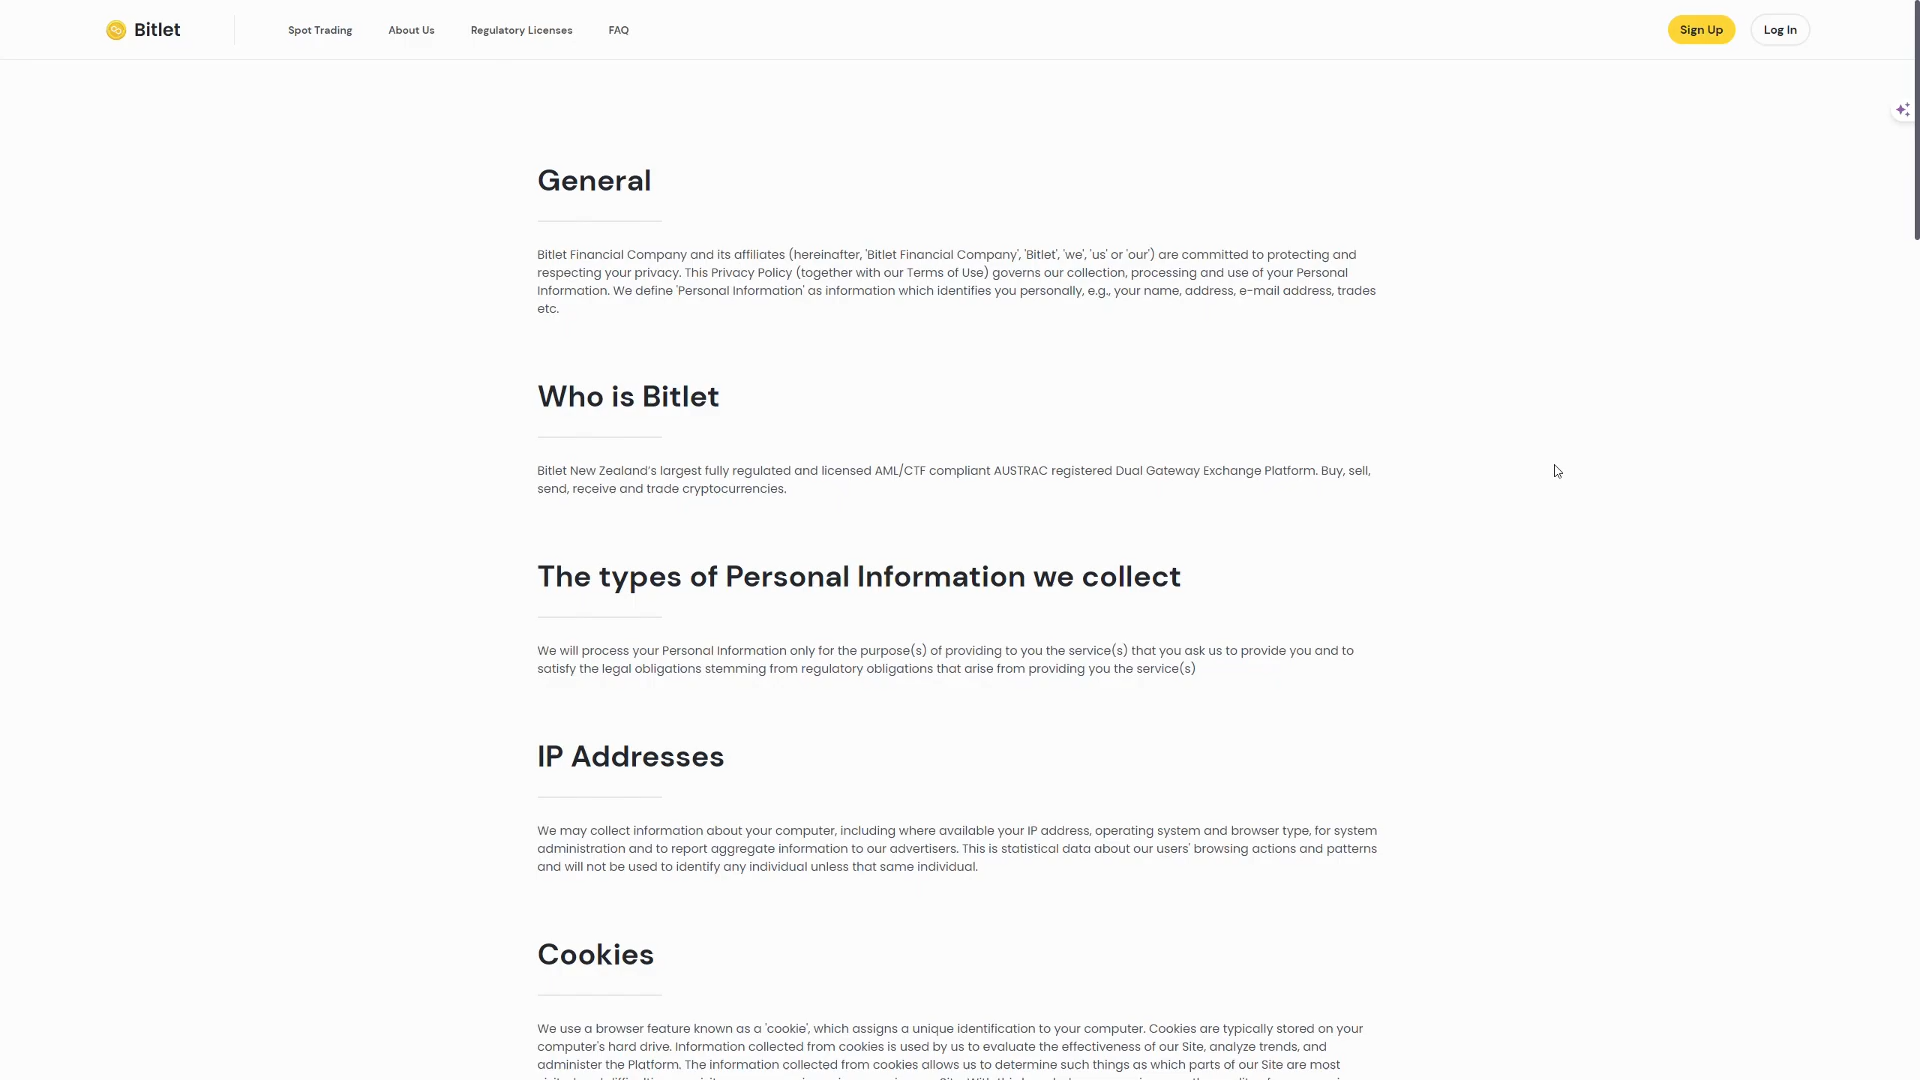 Bitlet
Spot Trading
About Us
Regulatory Licenses
FAQ
Sign Up
Log In
General
Bitlet Financial Company and its affiliates (hereinafter, 'Bitlet Financial Company', 'Bitlet', 'we', 'us' or 'our') are committed to protecting and
respecting your privacy. This Privacy Policy (together with our Terms of Use) governs our collection, processing and use of your Personal
Information. We define 'Personal Information' as information which identifies you personally, e.g., your name, address, e-mail address, trades
etc.
Who is Bitlet
Bitlet New Zealand’s largest fully regulated and licensed AML/CTF compliant AUSTRAC registered Dual Gateway Exchange Platform. Buy, sell,
send, receive and trade cryptocurrencies.
The types of Personal Information we collect
We will process your Personal Information only for the purpose(s) of providing to you the service(s) that you ask us to provide you and to
satisfy the legal obligations stemming from regulatory obligations that arise from providing you the service(s)
IP Addresses
We may collect information about your computer, including where available your IP address, operating system and browser type, for system
administration and to report aggregate information to our advertisers. This is statistical data about our users' browsing actions and patterns
and will not be used to identify any individual unless that same individual.
Cookies
We use a browser feature known as a 'cookie', which assigns a unique identification to your computer. Cookies are typically stored on your
computer's hard drive. Information collected from cookies is used by us to evaluate the effectiveness of our Site, analyze trends, and
administer the Platform. The information collected from cookies allows us to determine such things as which parts of our Site are most